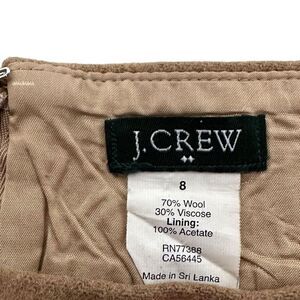 J.CREW
8
70% Wool
30% Viscose
Lining:
100% Acetate
RN77388
CA56445
Made in Sri Lanka